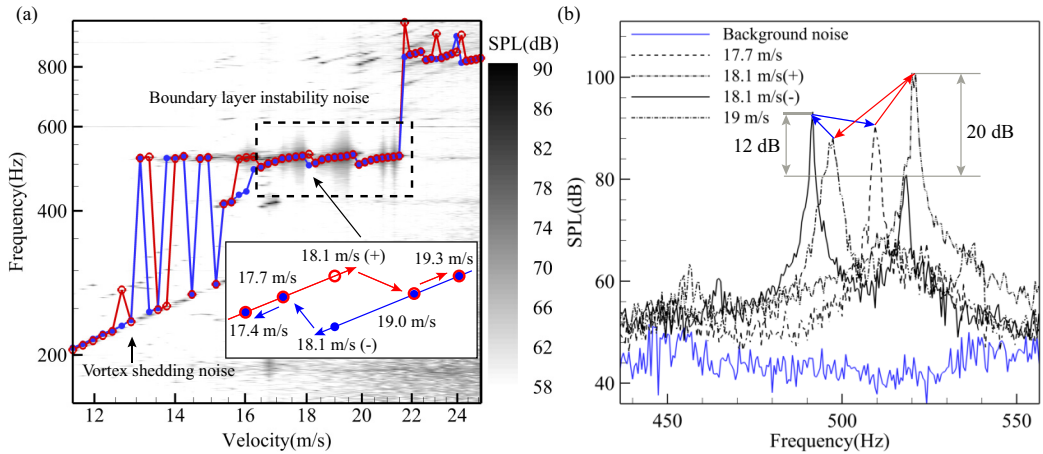 (a)
SPL(dB)
Boundary layer instability noise
Frequency(Hz)
800
600
400
200
90
86
82
78
74
70
66
62
58
18.1 m/s (+)
19.3 m/s
17.7 m/s
17.4 m/s
19.0 m/s
18.1 m/s (-)
Vortex shedding noise
12
14
16
18
20
22
24
Velocity(m/s)
(b)
Background noise
17.7 m/s
18.1 m/s(+)
18.1 m/s(-)
19 m/s
12 dB
20 dB
SPL(dB)
100
80
60
40
450
500
550
Frequency(Hz)